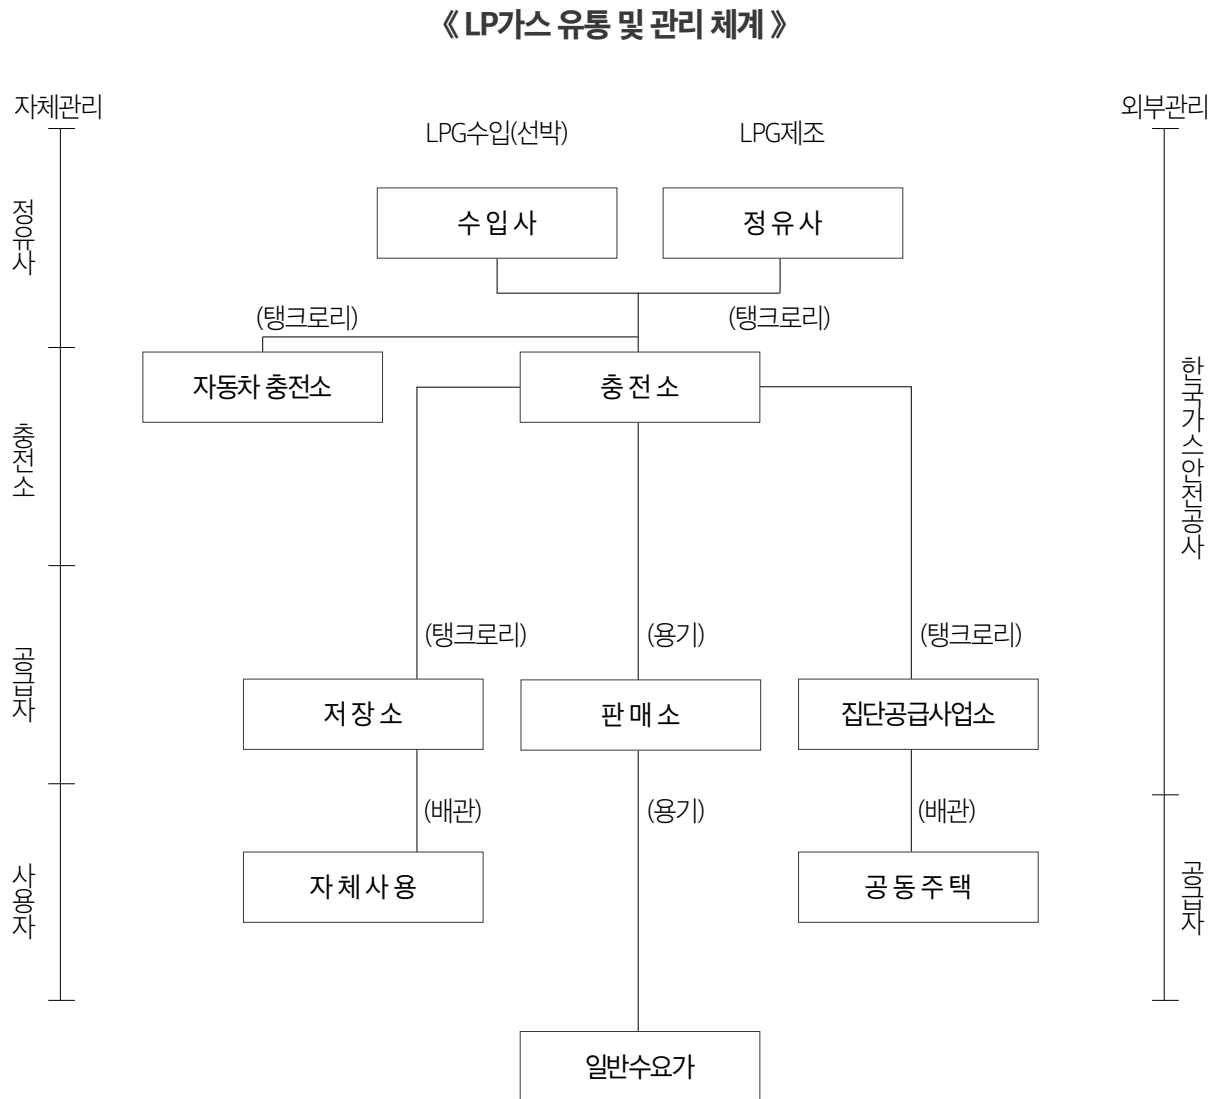 《 LP가스 유통 및 관리 체계 》
자체관리
외부관리
LPG수입(선박)
LPG제조
정유사
수 입 사
정 유 사
(탱크로리)
(탱크로리)
자동차 충전소
충 전 소
충전소
한국가스안전공사
(탱크로리)
(용기)
(탱크로리)
공급자
저 장 소
판 매 소
집단공급사업소
(배관)
(용기)
(배관)
사용자
자 체 사 용
공 동 주 택
공급자
일반수요가